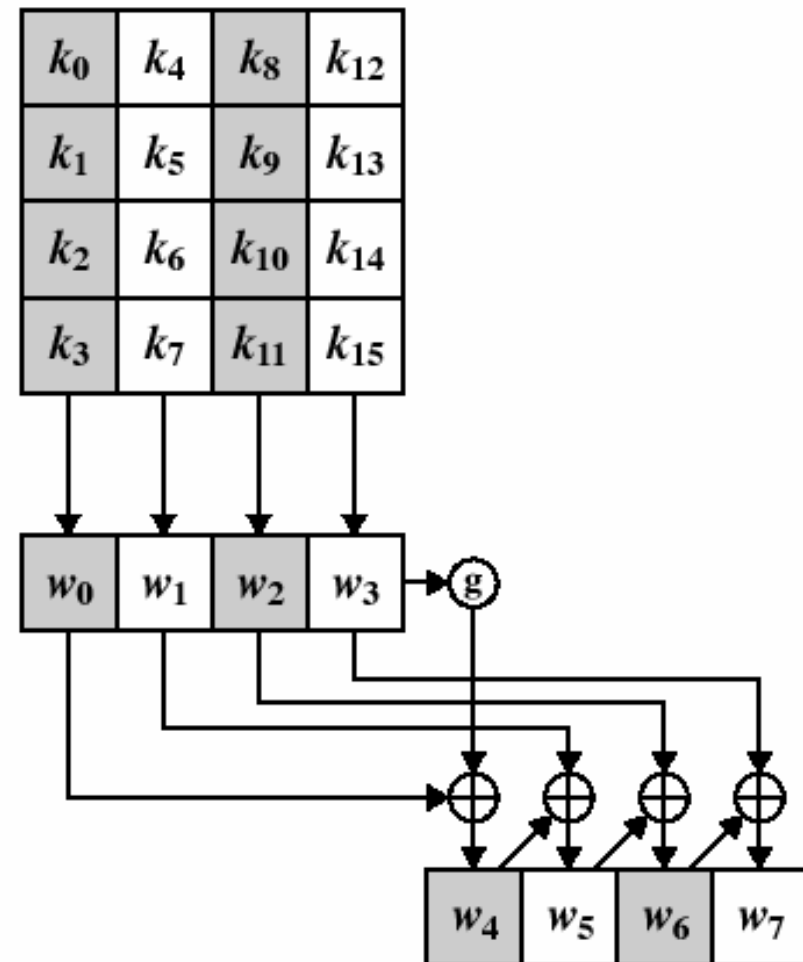 k₀ k₄ k₈ k₁₂
k₁ k₅ k₉ k₁₃
k₂ k₆ k₁₀ k₁₄
k₃ k₇ k₁₁ k₁₅
w₀ w₁ w₂ w₃ g
w₄ w₅ w₆ w₇